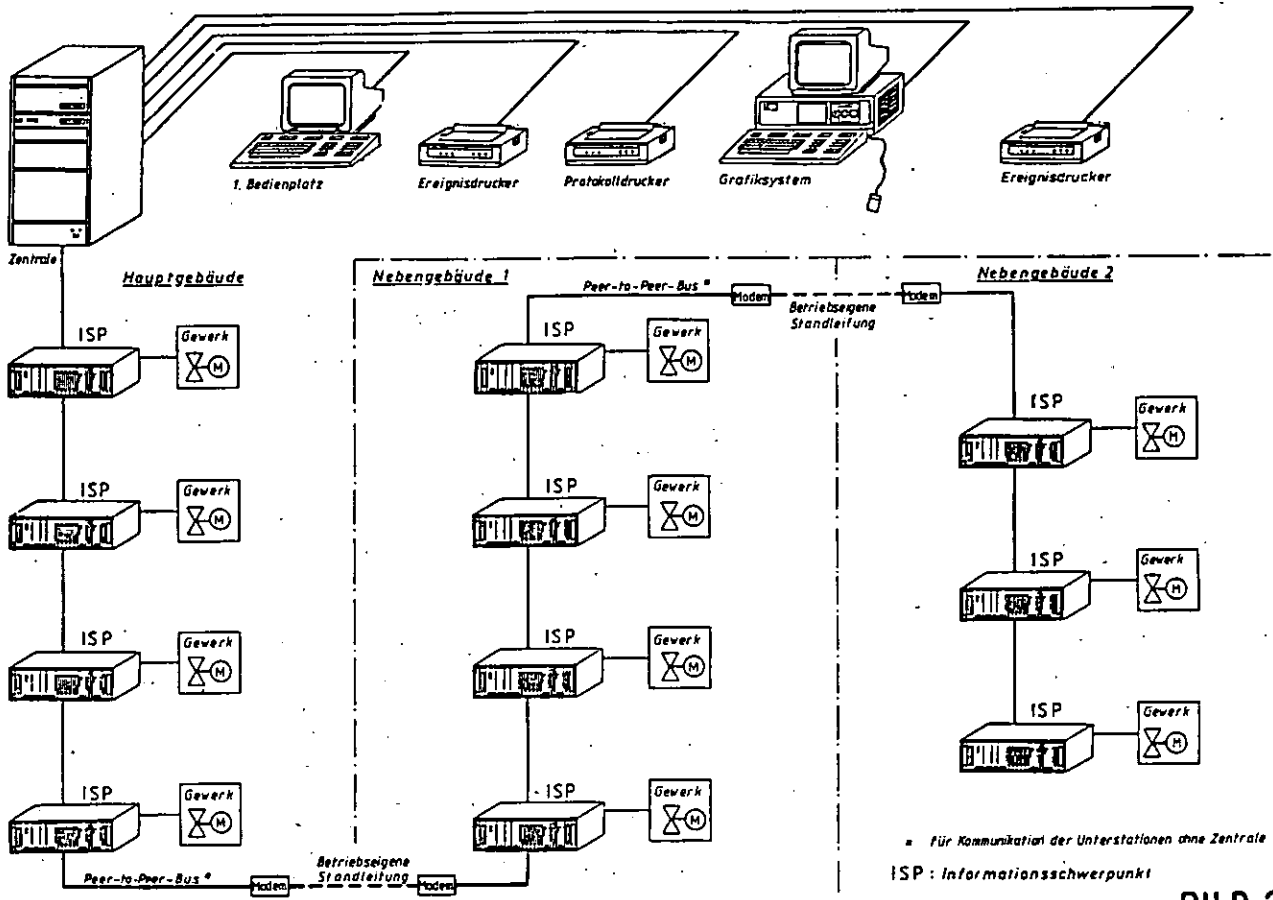 1. Bedienplatz
Ereignisdrucker
Protokolldrucker
Grafiksystem
Ereignisdrucker
Zentrale
Hauptgebäude
Nebengebäude 1
Nebengebäude 2
Peer-to-Peer-Bus *
Modem
Betriebseigene
Standleitung
Modem
ISP
Gewerk
M
ISP
Gewerk
M
ISP
Gewerk
M
ISP
Gewerk
M
ISP
Gewerk
M
ISP
Gewerk
M
ISP
Gewerk
M
ISP
Gewerk
M
ISP
Gewerk
M
ISP
Gewerk
M
ISP
Gewerk
M
Peer-to-Peer-Bus *
Modem
Betriebseigene
Standleitung
Modem
* für Kommunikation der Unterstationen ohne Zentrale
ISP : Informationsschwerpunkt